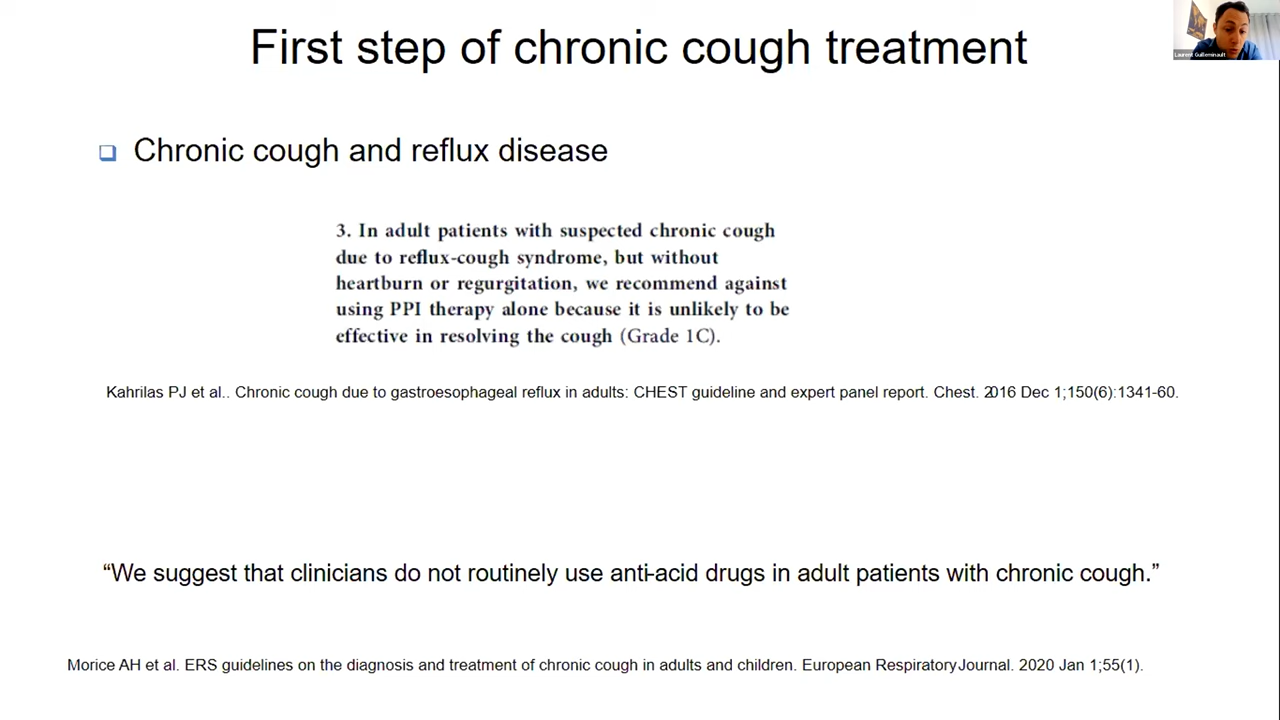 First step of chronic cough treatment
Laurent Guilleminault
Chronic cough and reflux disease
3. In adult patients with suspected chronic cough
due to reflux-cough syndrome, but without
heartburn or regurgitation, we recommend against
using PPI therapy alone because it is unlikely to be
effective in resolving the cough (Grade 1C).
Kahrilas PJ et al.. Chronic cough due to gastroesophageal reflux in adults: CHEST guideline and expert panel report. Chest. 2016 Dec 1;150(6):1341-60.
“We suggest that clinicians do not routinely use anti-acid drugs in adult patients with chronic cough.”
Morice AH et al. ERS guidelines on the diagnosis and treatment of chronic cough in adults and children. European Respiratory Journal. 2020 Jan 1;55(1).